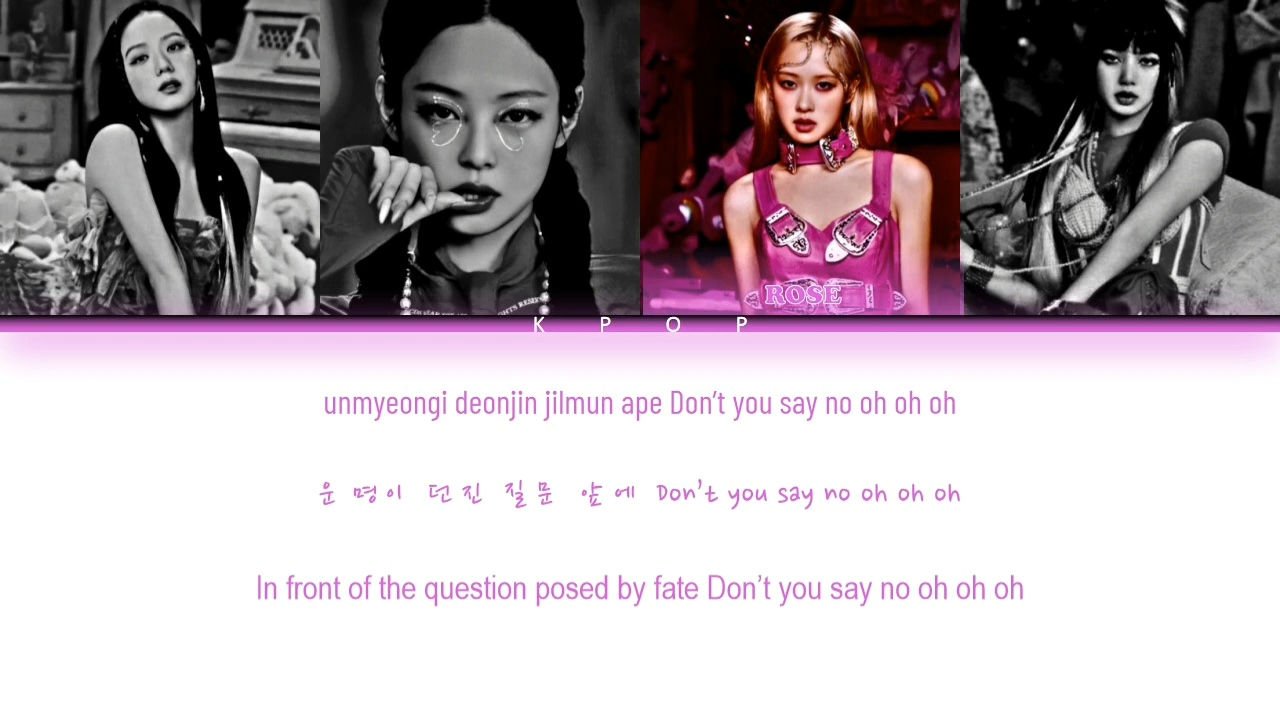 ROSE
K P O P
unmyeongi deonjin jilmun ape Don't you say no oh oh oh
운명이 던진 질문 앞에 Don't you say no oh oh oh
In front of the question posed by fate Don't you say no oh oh oh